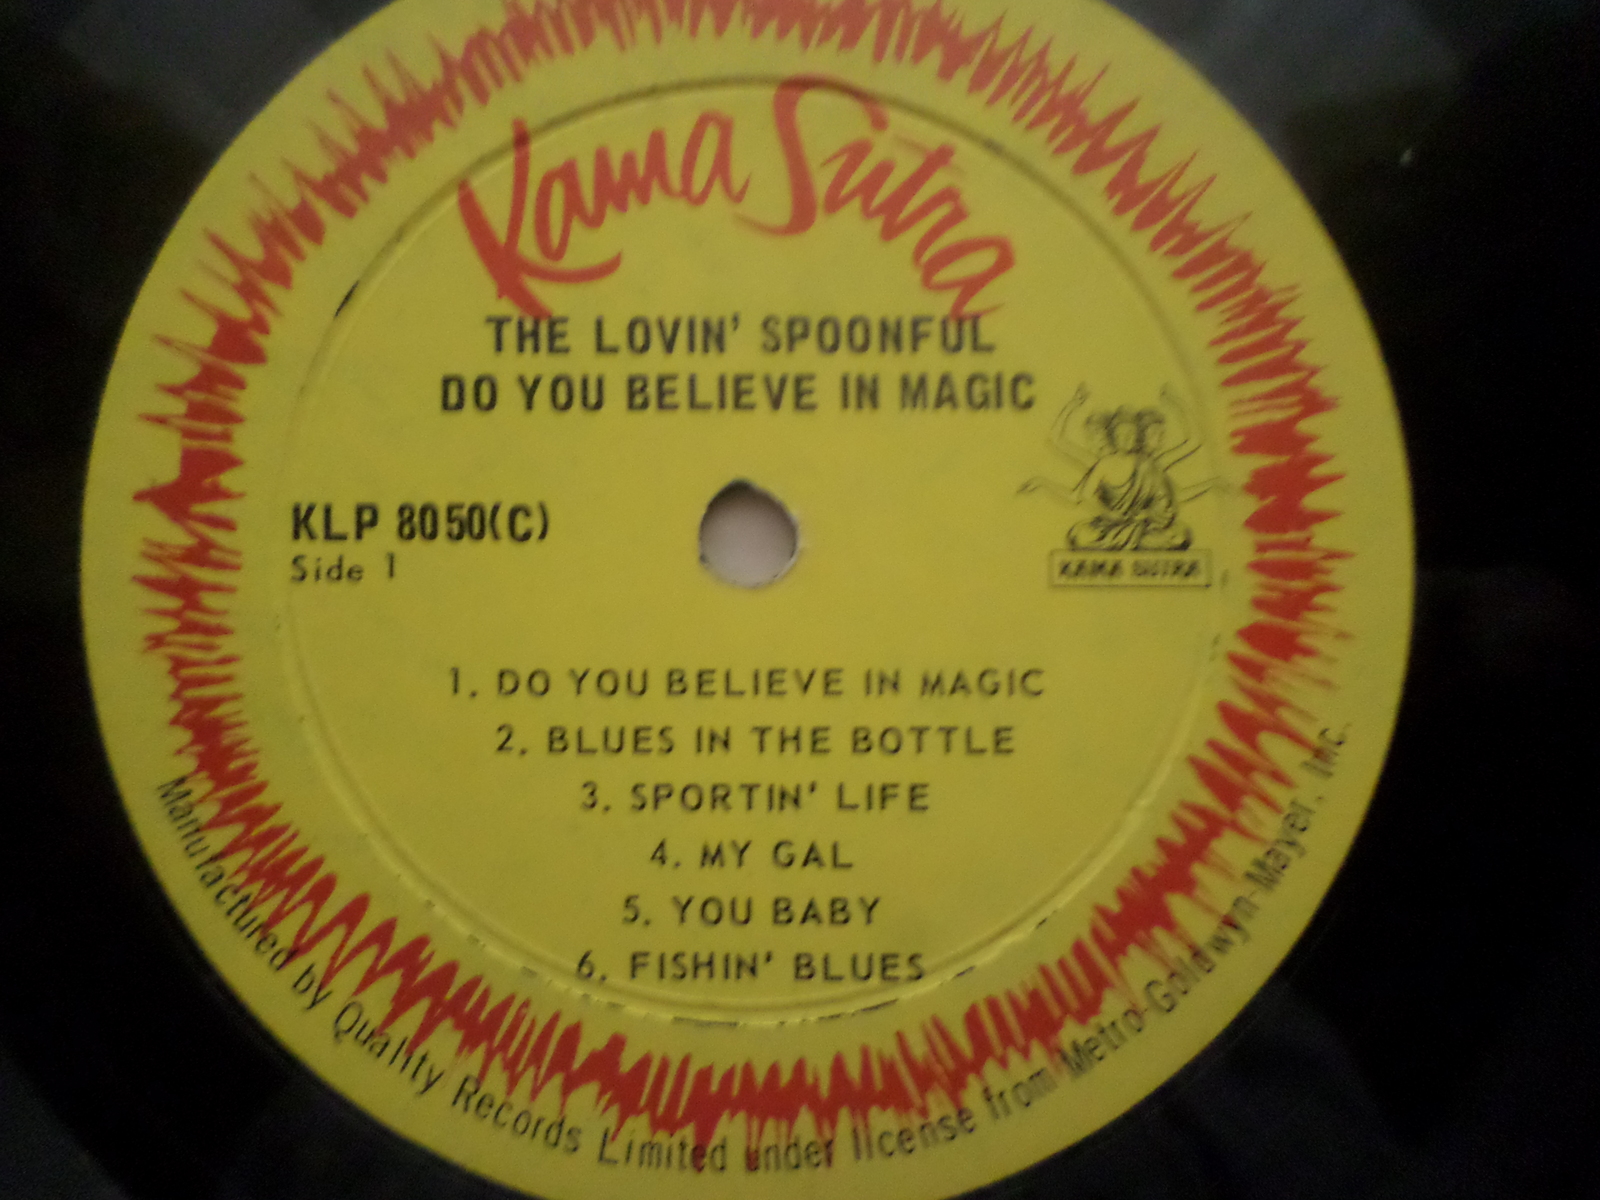 Kama Sutra
THE LOVIN' SPOONFUL
DO YOU BELIEVE IN MAGIC
KLP 8050(C)
Side 1
KAMA SUTRA
1. DO YOU BELIEVE IN MAGIC
2. BLUES IN THE BOTTLE
3. SPORTIN' LIFE
4. MY GAL
5. YOU BABY
6. FISHIN' BLUES
Manufactured by Quality Records Limited under license from Metro-Goldwyn-Mayer, Inc.